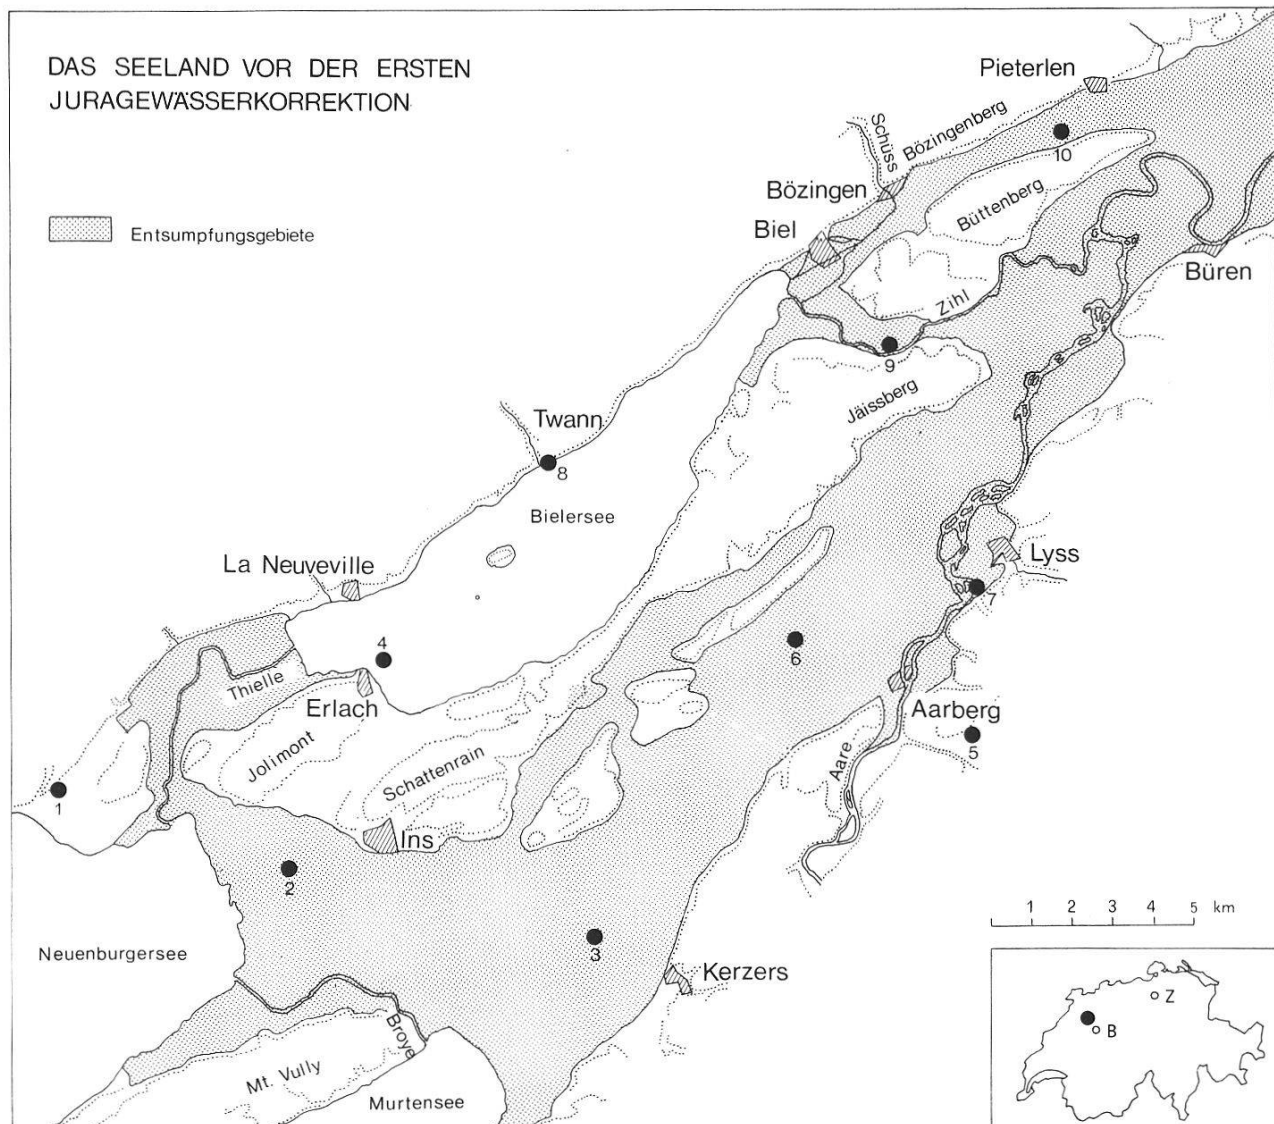 DAS SEELAND VOR DER ERSTEN
JURAGEWÄSSERKORREKTION
Entsumpfungsgebiete
Pieterlen
Schüss
Bözingenberg
10
Bözingen
Büttenberg
Biel
Büren
Zihl
9
Jäissberg
Twann
8
Bielersee
La Neuveville
Lyss
7
4
6
Thielle
Erlach
Aarberg
5
Jolimont
Schattenrain
Aare
1
Ins
2
1 2 3 4 5 km
Neuenburgersee
3
Kerzers
Z
B
Broye
Mt. Vully
Murtensee